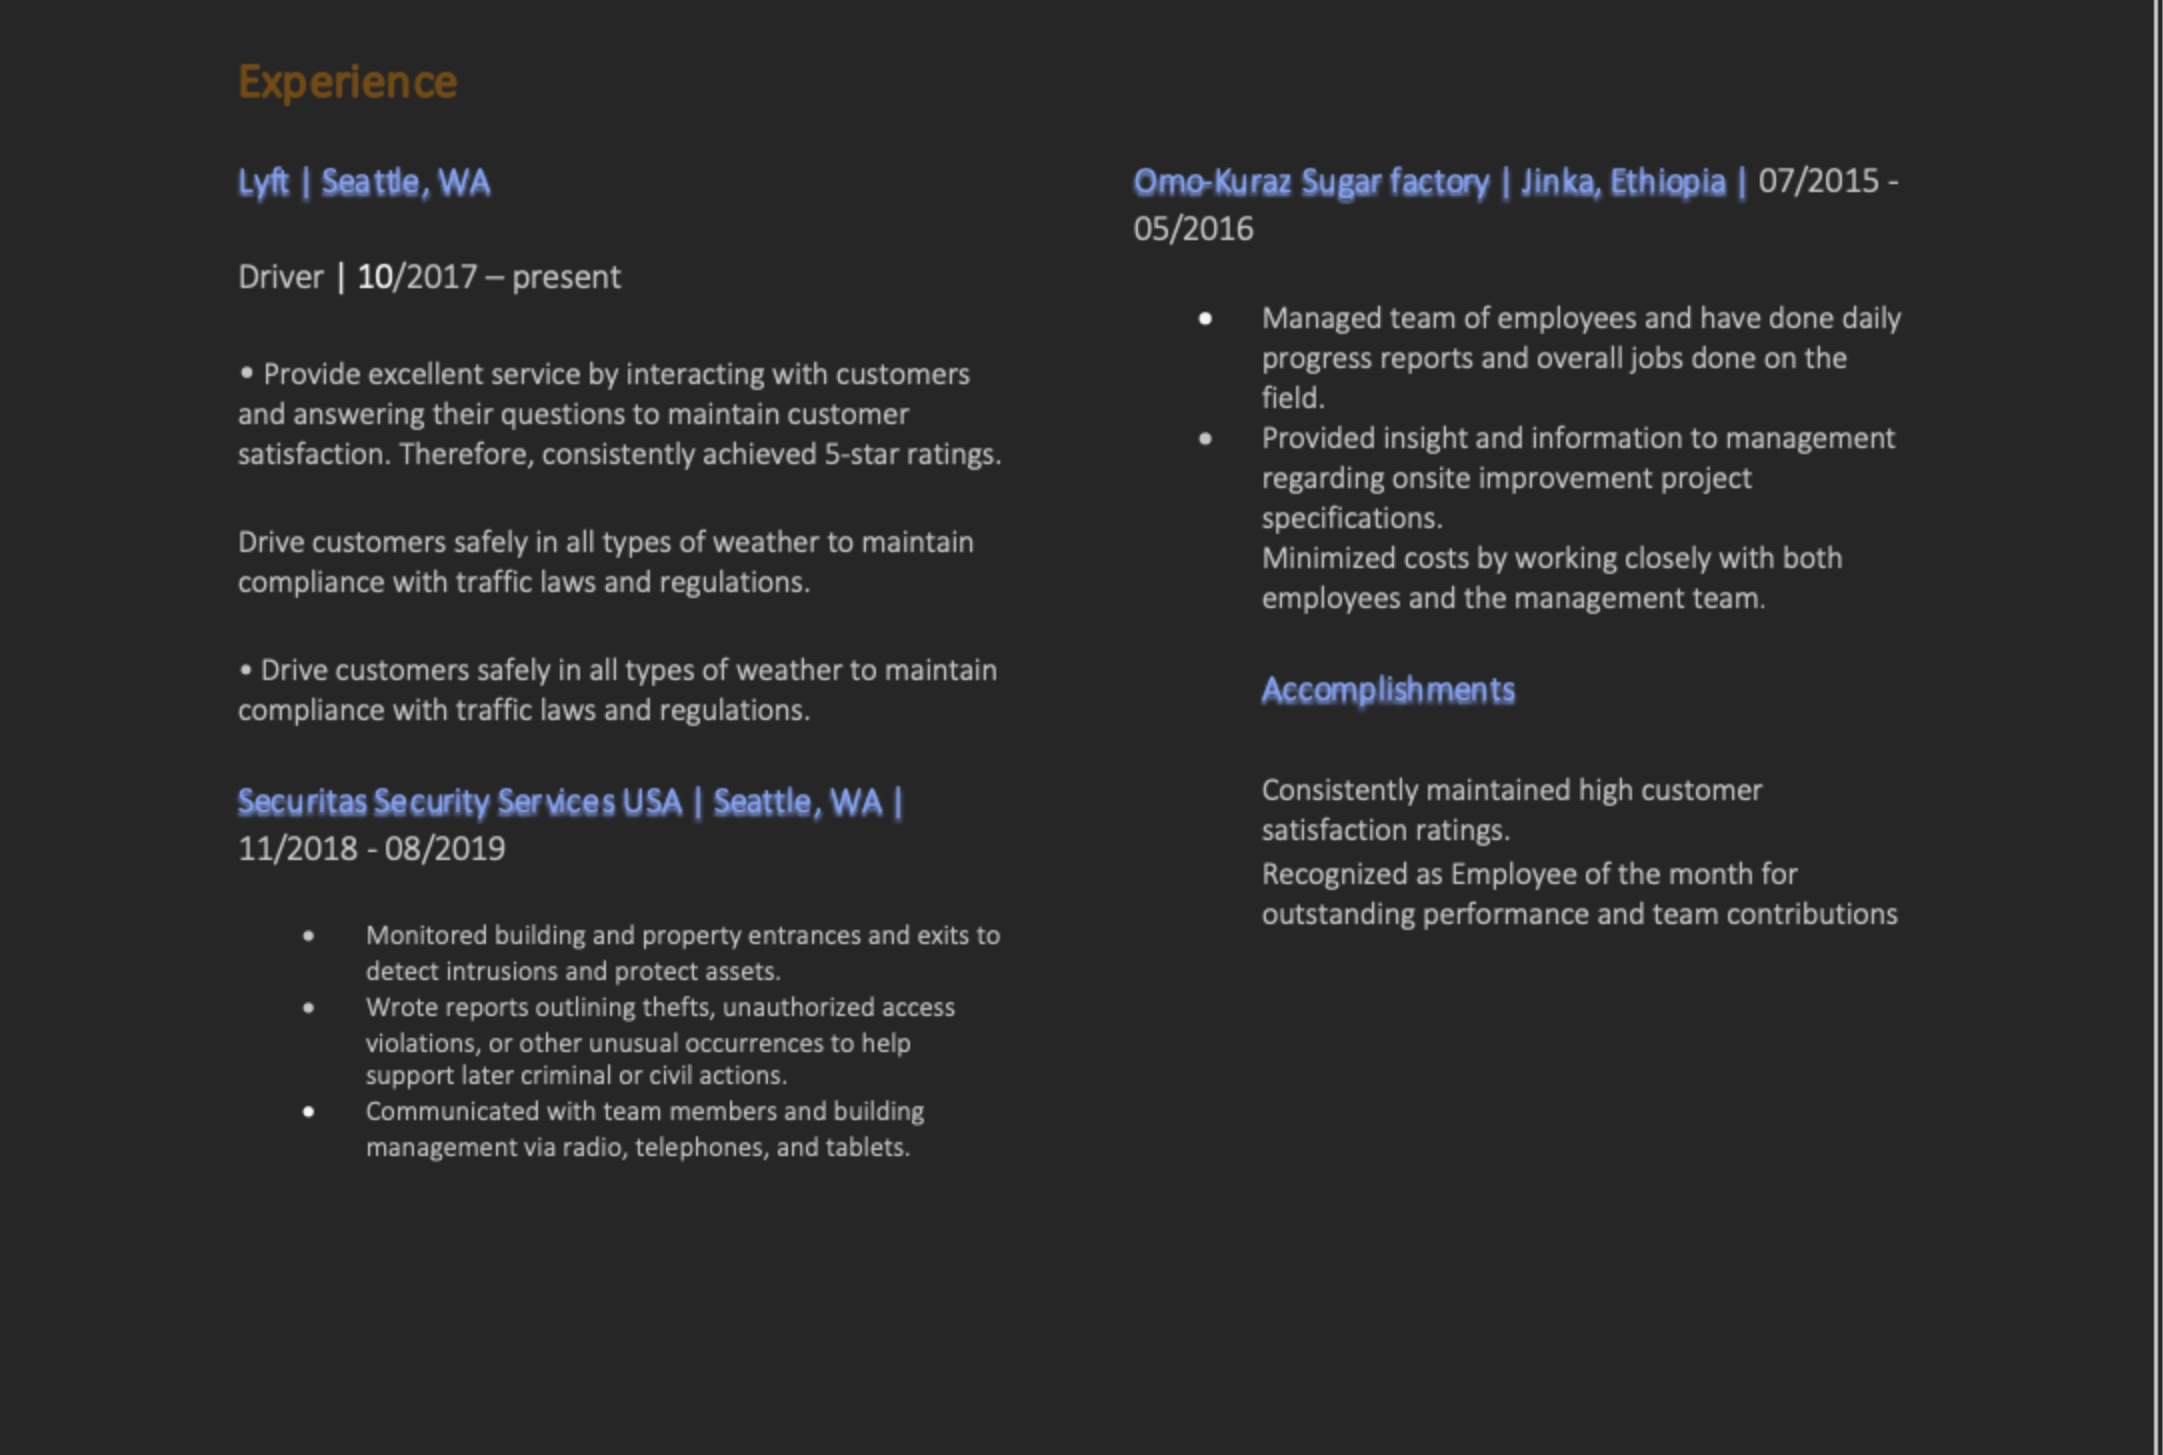 Experience
Lyft | Seattle, WA
Driver | 10/2017 – present
• Provide excellent service by interacting with customers
and answering their questions to maintain customer
satisfaction. Therefore, consistently achieved 5-star ratings.
Drive customers safely in all types of weather to maintain
compliance with traffic laws and regulations.
• Drive customers safely in all types of weather to maintain
compliance with traffic laws and regulations.
Securitas Security Services USA | Seattle, WA |
11/2018 - 08/2019
• Monitored building and property entrances and exits to
detect intrusions and protect assets.
• Wrote reports outlining thefts, unauthorized access
violations, or other unusual occurrences to help
support later criminal or civil actions.
• Communicated with team members and building
management via radio, telephones, and tablets.
Omo-Kuraz Sugar factory | Jinka, Ethiopia | 07/2015 -
05/2016
• Managed team of employees and have done daily
progress reports and overall jobs done on the
field.
• Provided insight and information to management
regarding onsite improvement project
specifications.
Minimized costs by working closely with both
employees and the management team.
Accomplishments
Consistently maintained high customer
satisfaction ratings.
Recognized as Employee of the month for
outstanding performance and team contributions